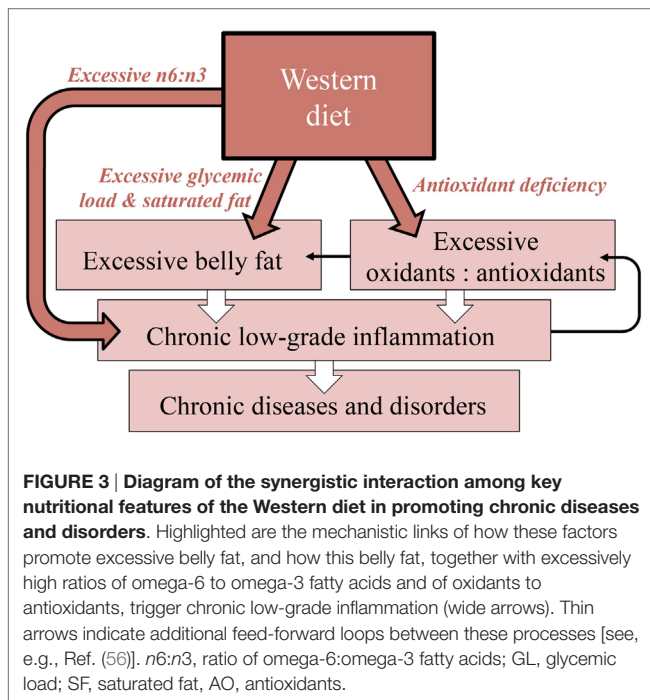 Excessive n6:n3
Western
diet
Excessive glycemic
load & saturated fat
Antioxidant deficiency
Excessive belly fat
Excessive
oxidants : antioxidants
Chronic low-grade inflammation
Chronic diseases and disorders
FIGURE 3 | Diagram of the synergistic interaction among key
nutritional features of the Western diet in promoting chronic diseases
and disorders. Highlighted are the mechanistic links of how these factors
promote excessive belly fat, and how this belly fat, together with excessively
high ratios of omega-6 to omega-3 fatty acids and of oxidants to
antioxidants, trigger chronic low-grade inflammation (wide arrows). Thin
arrows indicate additional feed-forward loops between these processes [see,
e.g., Ref. (56)]. n6:n3, ratio of omega-6:omega-3 fatty acids; GL, glycemic
load; SF, saturated fat, AO, antioxidants.